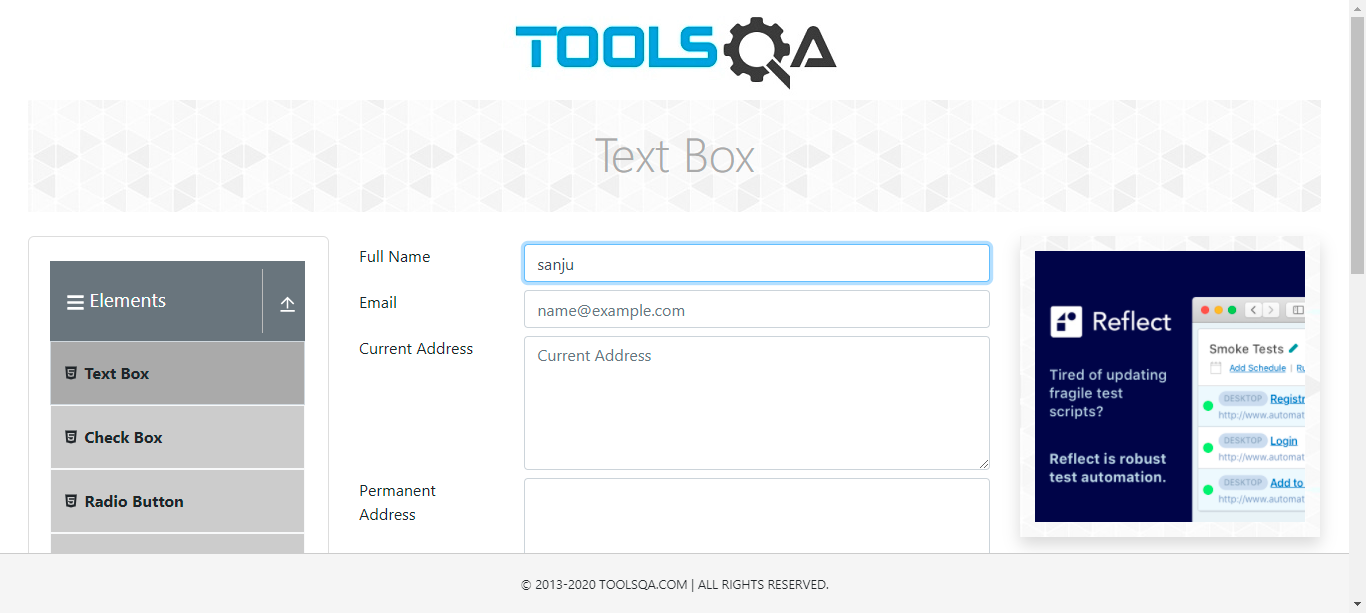 TOOLSQA
Text Box
Elements
Text Box
Check Box
Radio Button
Full Name
sanju
Email
name@example.com
Current Address
Current Address
Permanent
Address
Reflect
Tired of updating
fragile test
scripts?
Reflect is robust
test automation.
Smoke Tests
Add Schedule | Ru
DESKTOP Registr
http://www.automat
DESKTOP Login
http://www.automat
DESKTOP Add to
http://www.automat
© 2013-2020 TOOLSQA.COM | ALL RIGHTS RESERVED.